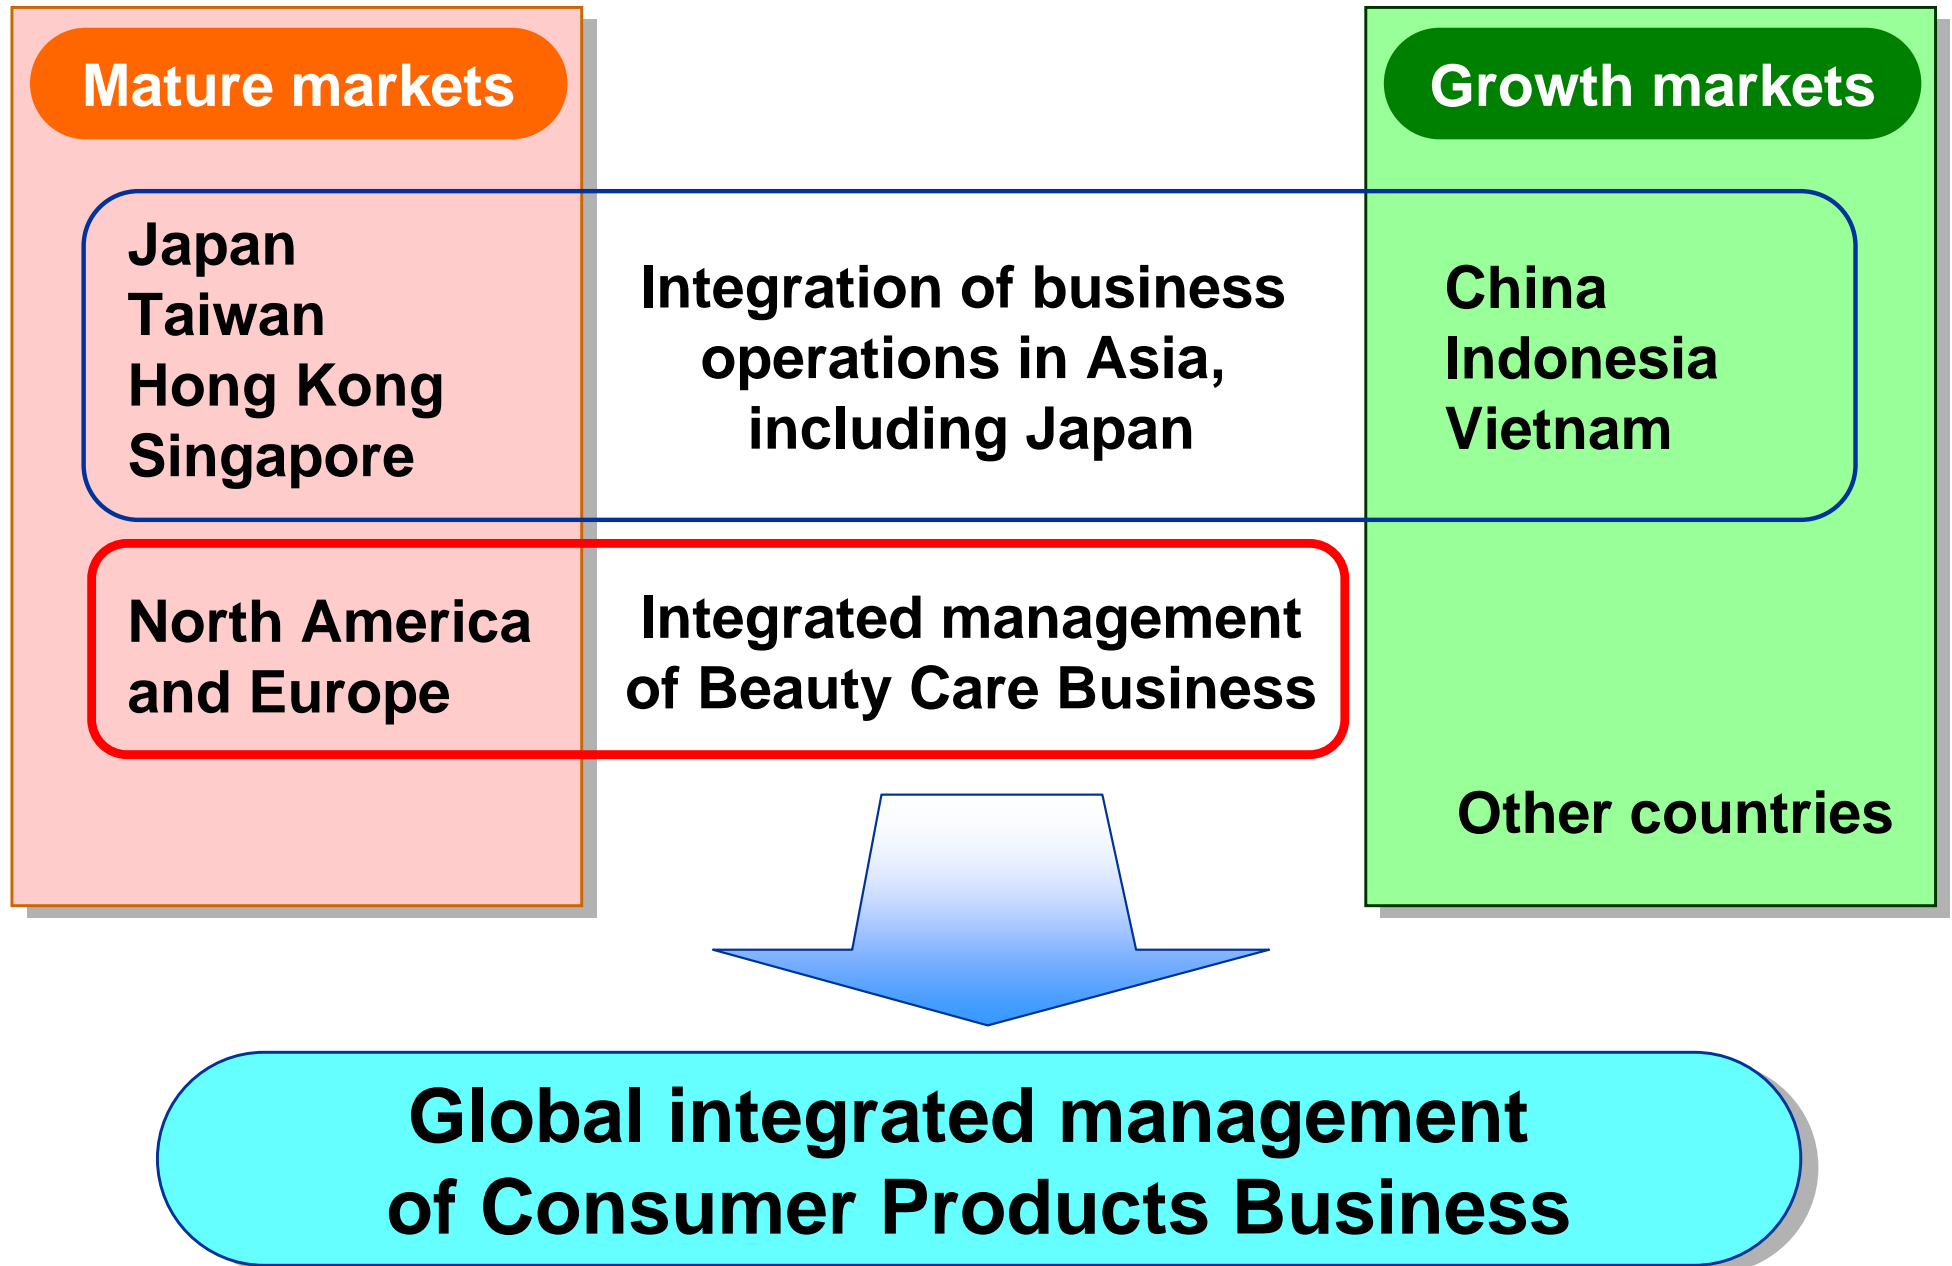 Mature markets
Growth markets
Japan
Taiwan
Hong Kong
Singapore
Integration of business
operations in Asia,
including Japan
China
Indonesia
Vietnam
North America
and Europe
Integrated management
of Beauty Care Business
Other countries
Global integrated management
of Consumer Products Business